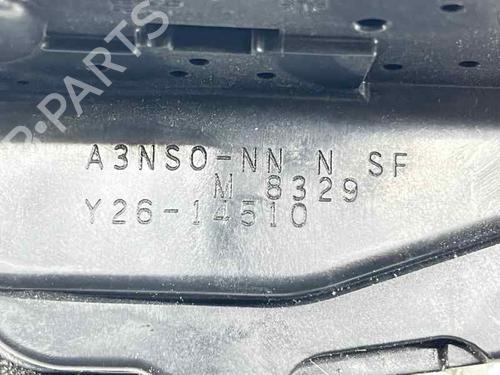 B-PARTS
A3NSO-NN N SF
M 8329
Y26-14510